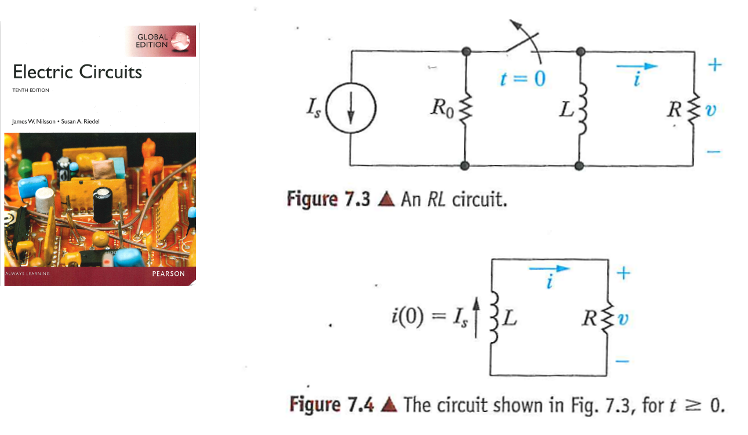 GLOBAL
EDITION
Electric Circuits
TENTH EDITION
James W. Nilsson • Susan A. Riedel
ALWAYS LEARNING
PEARSON
I_s
R_0
t = 0
L
i
R
+
v
−
Figure 7.3 ▲ An RL circuit.
i(0) = I_s
L
i
R
+
v
−
Figure 7.4 ▲ The circuit shown in Fig. 7.3, for t ≥ 0.